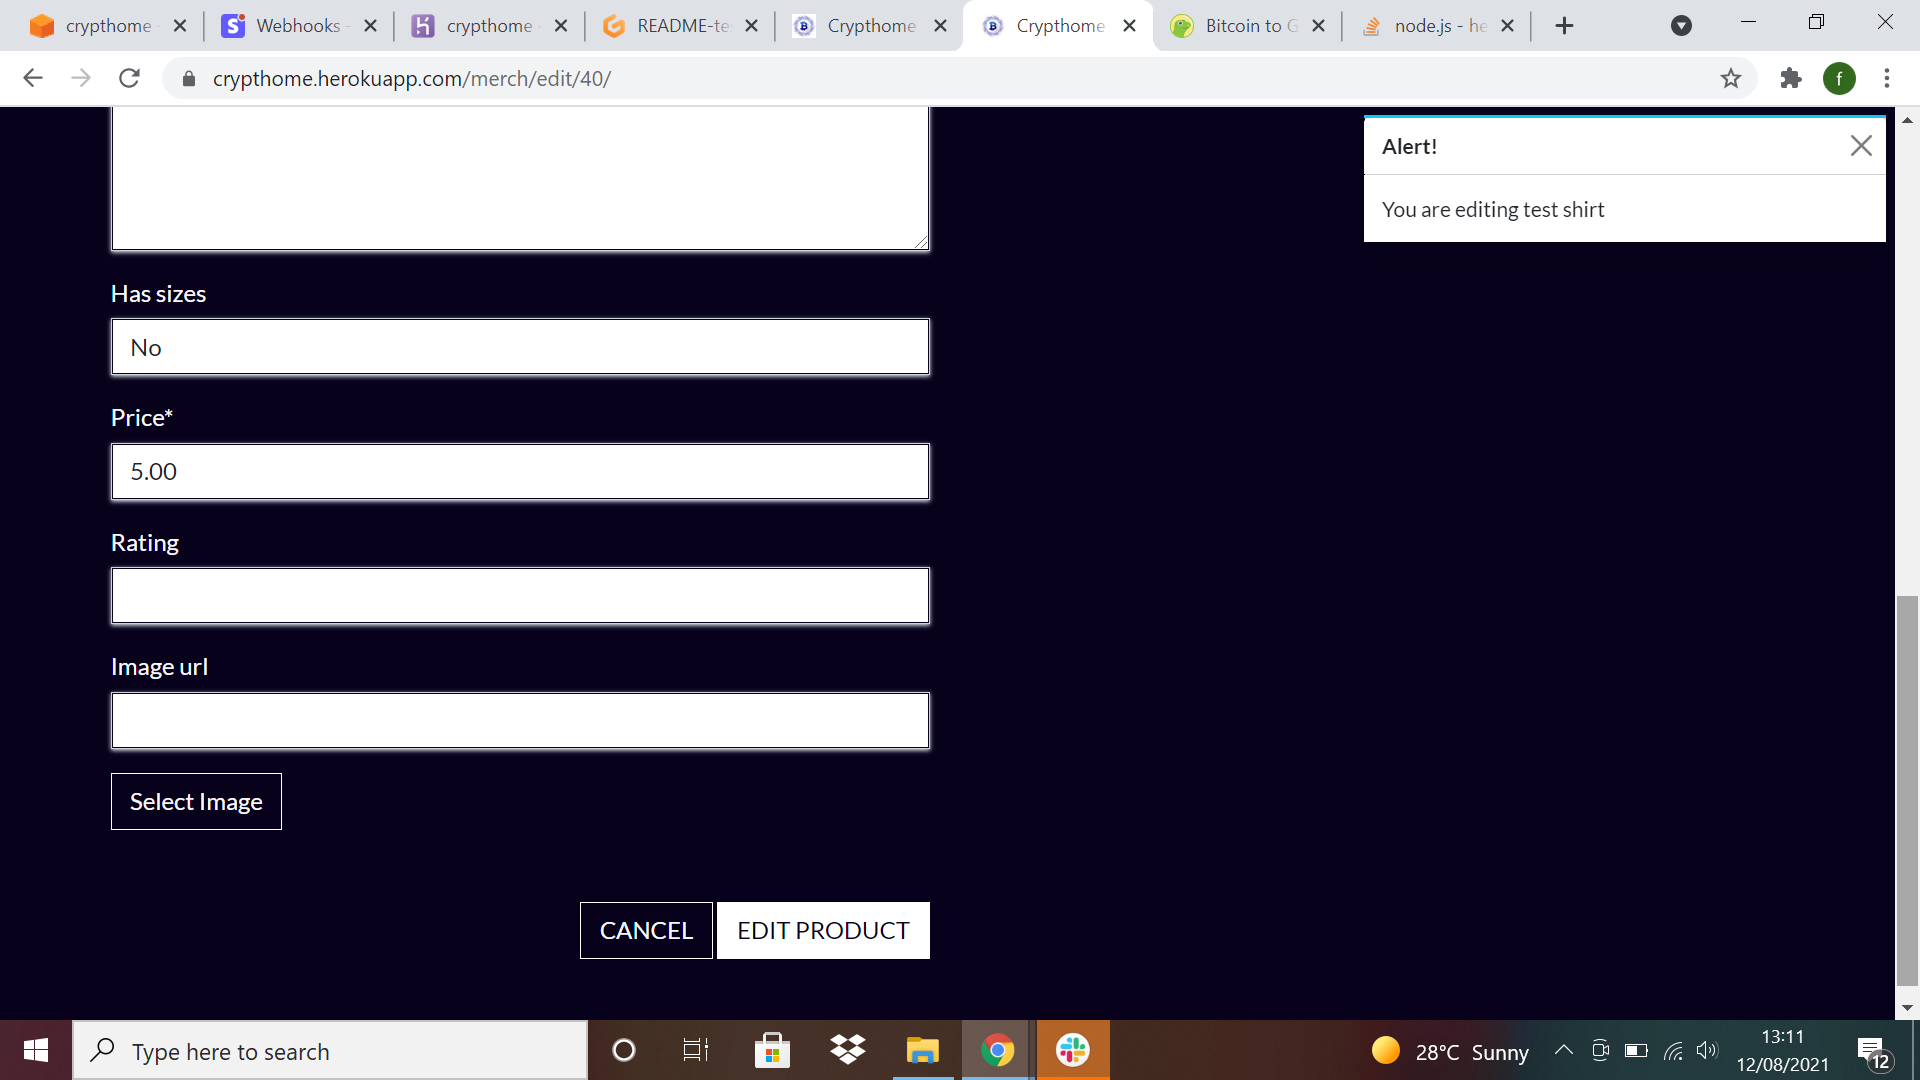 crypthome
Webhooks -
crypthome -
README-te
Crypthome
Crypthome
Bitcoin to G
node.js - he
crypthome.herokuapp.com/merch/edit/40/
f
Alert!
You are editing test shirt
Has sizes
No
Price*
5.00
Rating
Image url
Select Image
CANCEL
EDIT PRODUCT
Type here to search
28°C Sunny
13:11
12/08/2021
12